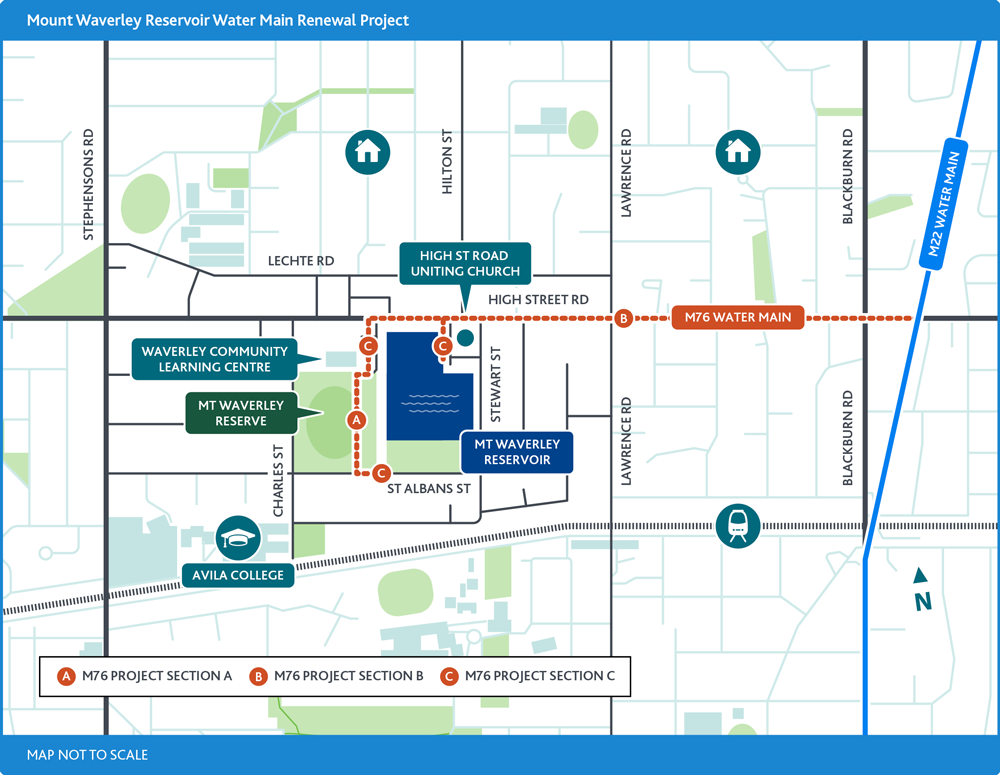 Mount Waverley Reservoir Water Main Renewal Project
STEPHENSONS RD
HILTON ST
LAWRENCE RD
BLACKBURN RD
M22 WATER MAIN
LECHTE RD
HIGH ST ROAD
UNITING CHURCH
HIGH STREET RD
B
M76 WATER MAIN
WAVERLEY COMMUNITY
LEARNING CENTRE
C
C
STEWART ST
MT WAVERLEY
RESERVE
A
LAWRENCE RD
BLACKBURN RD
MT WAVERLEY
RESERVOIR
CHARLES ST
C
ST ALBANS ST
AVILA COLLEGE
N
A M76 PROJECT SECTION A B M76 PROJECT SECTION B C M76 PROJECT SECTION C
MAP NOT TO SCALE